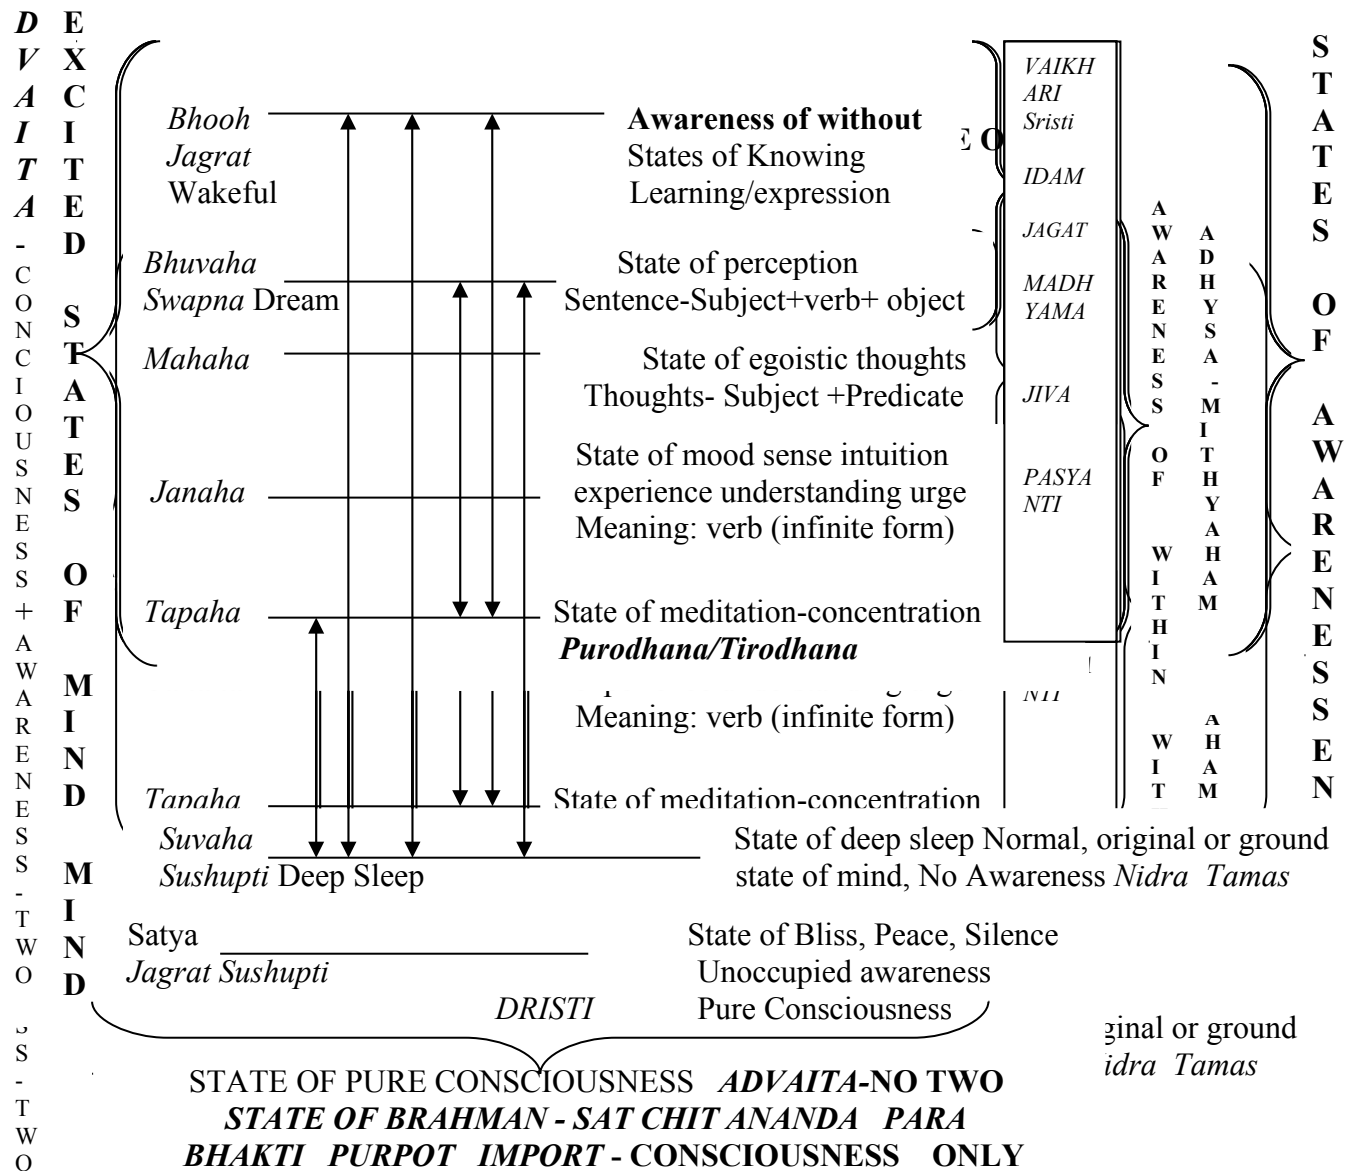 DVAITA - CONCIOUSNESS + AWARENESS - TWO
SS-TWO
EXCITED STATES OF MIND
MIND
Bhooh
Jagrat
Wakeful
Awareness of without
States of Knowing
Learning/expression
Bhuvaha
Swapna Dream
State of perception
Sentence-Subject+verb+ object
Mahaha
State of egoistic thoughts
Thoughts- Subject +Predicate
Janaha
State of mood sense intuition
experience understanding urge
Meaning: verb (infinite form)
Tapaha
State of meditation-concentration
Purodhana/Tirodhana
Meaning: verb (infinite form)
Tapaha
State of meditation-concentration
Suvaha
Sushupti Deep Sleep
State of deep sleep Normal, original or ground
state of mind, No Awareness Nidra Tamas
Satya
Jagrat Sushupti
State of Bliss, Peace, Silence
Unoccupied awareness
DRISTI
Pure Consciousness
ginal or ground
idra Tamas
STATE OF PURE CONSCIOUSNESS ADVAITA-NO TWO
STATE OF BRAHMAN - SAT CHIT ANANDA PARA
BHAKTI PURPOT IMPORT - CONSCIOUSNESS ONLY
E O
VAIKH
ARI
Sristi
IDAM
JAGAT
MADH
YAMA
JIVA
PASYA
NTI
NTI
AWARENESS OF WITHIN
WIT
ADHYSA-MITHYAHAM
AHAM
STATES OF AWARENESS
EN